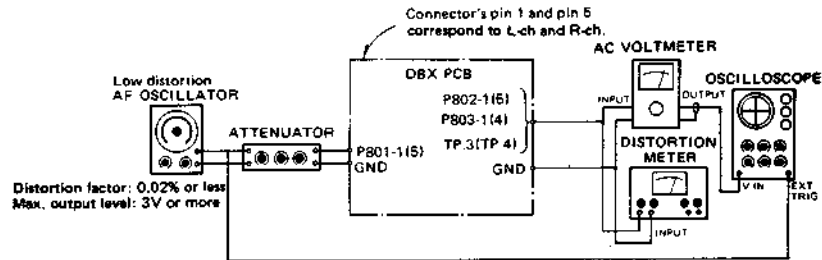 Connector's pin 1 and pin 5
correspond to L-ch and R-ch.
AC VOLTMETER
DBX PCB
OSCILLOSCOPE
Low distortion
AF OSCILLATOR
P802-1(5)
INPUT
OUTPUT
P803-1(4)
ATTENUATOR
TP.3(TP 4)
P801-1(5)
DISTORTION
METER
GND
GND
Distortion factor: 0.02% or less
Max. output level: 3V or more
V IN
EXT
TRIG
INPUT